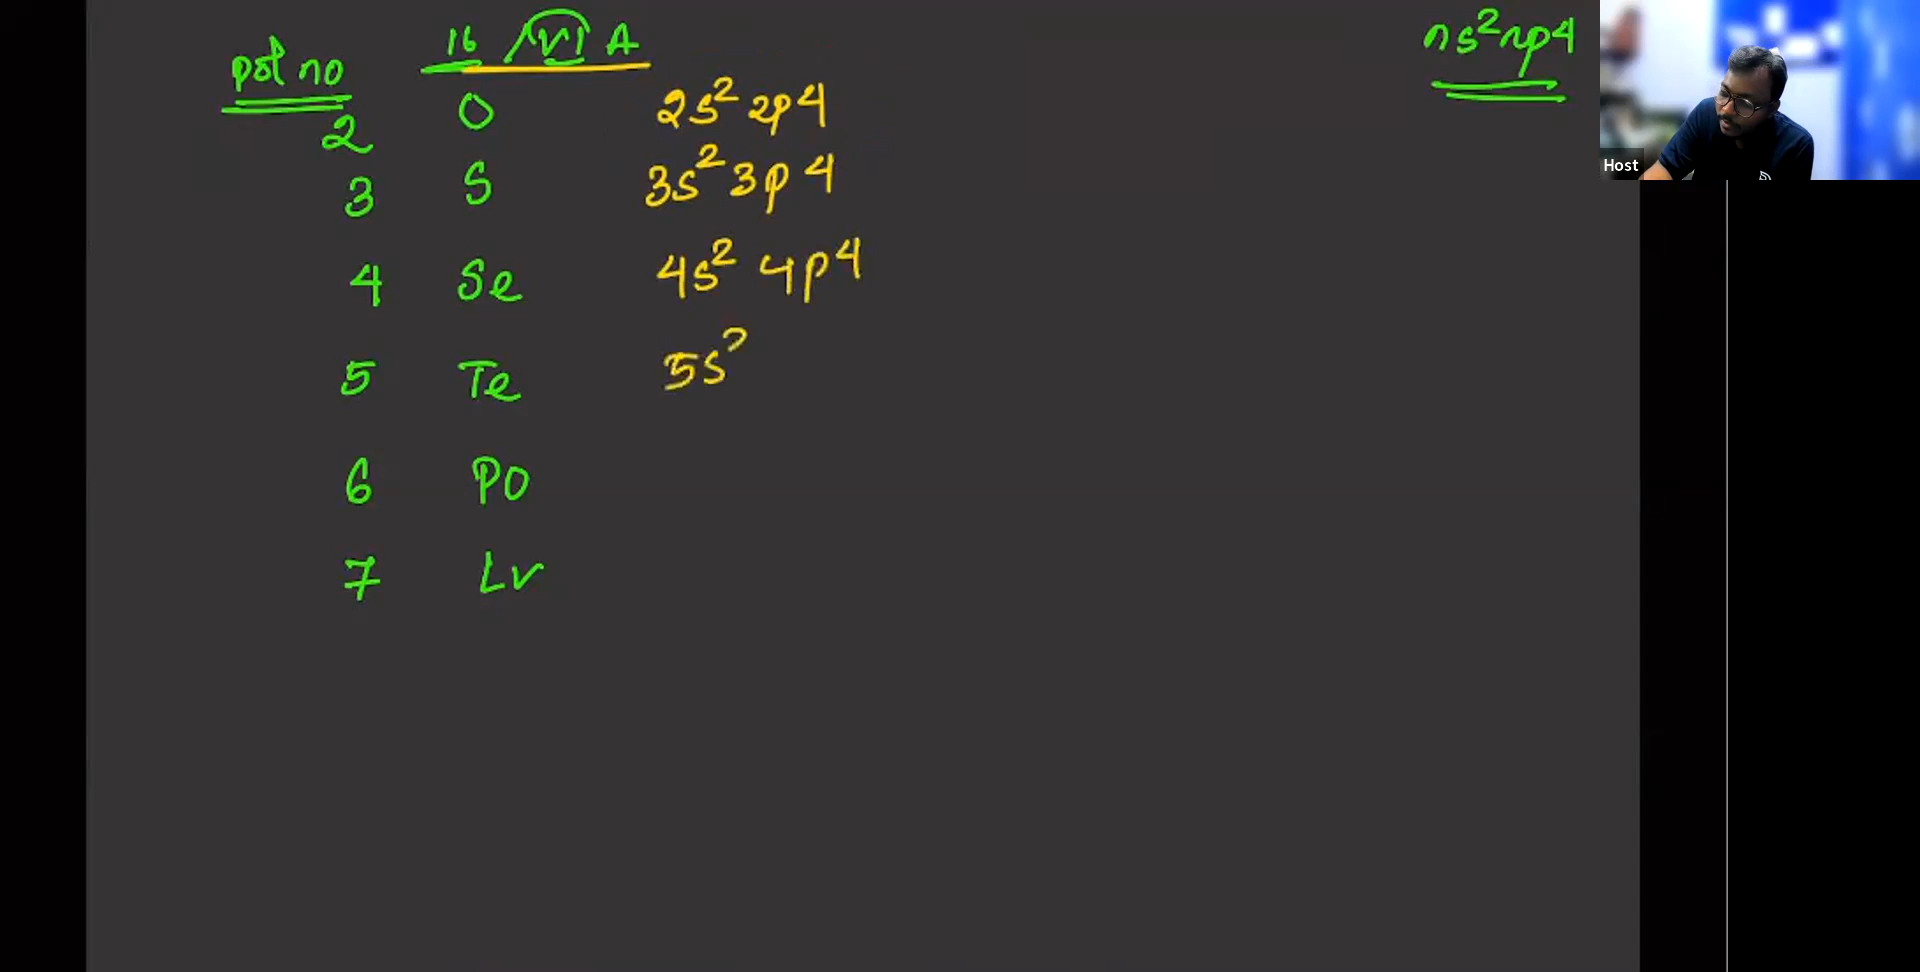 pd no 16 /VI A ns²np4
2 O 2s² 2p4
3 S 3s² 3p4
4 Se 4s² 4p4
5 Te 5s²
6 PO
7 Lv
Host